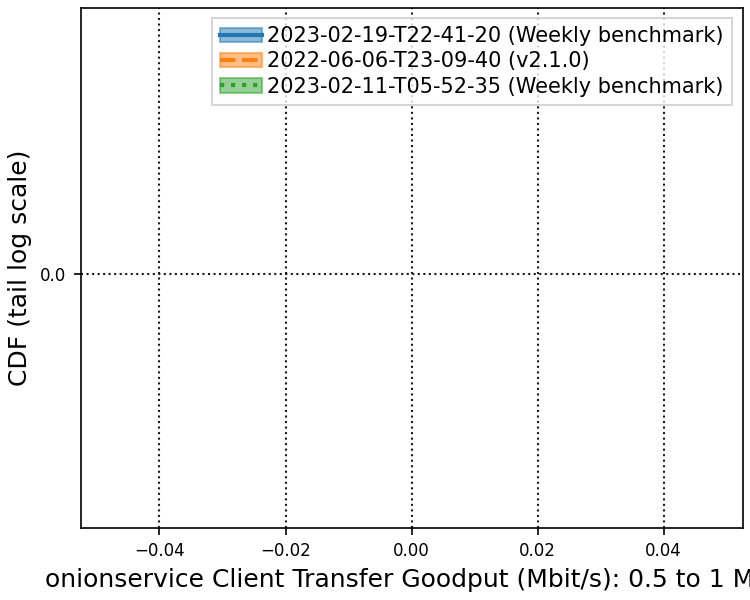 2023-02-19-T22-41-20 (Weekly benchmark)
2022-06-06-T23-09-40 (v2.1.0)
2023-02-11-T05-52-35 (Weekly benchmark)
CDF (tail log scale)
0.0
−0.04 −0.02 0.00 0.02 0.04
onionservice Client Transfer Goodput (Mbit/s): 0.5 to 1 M